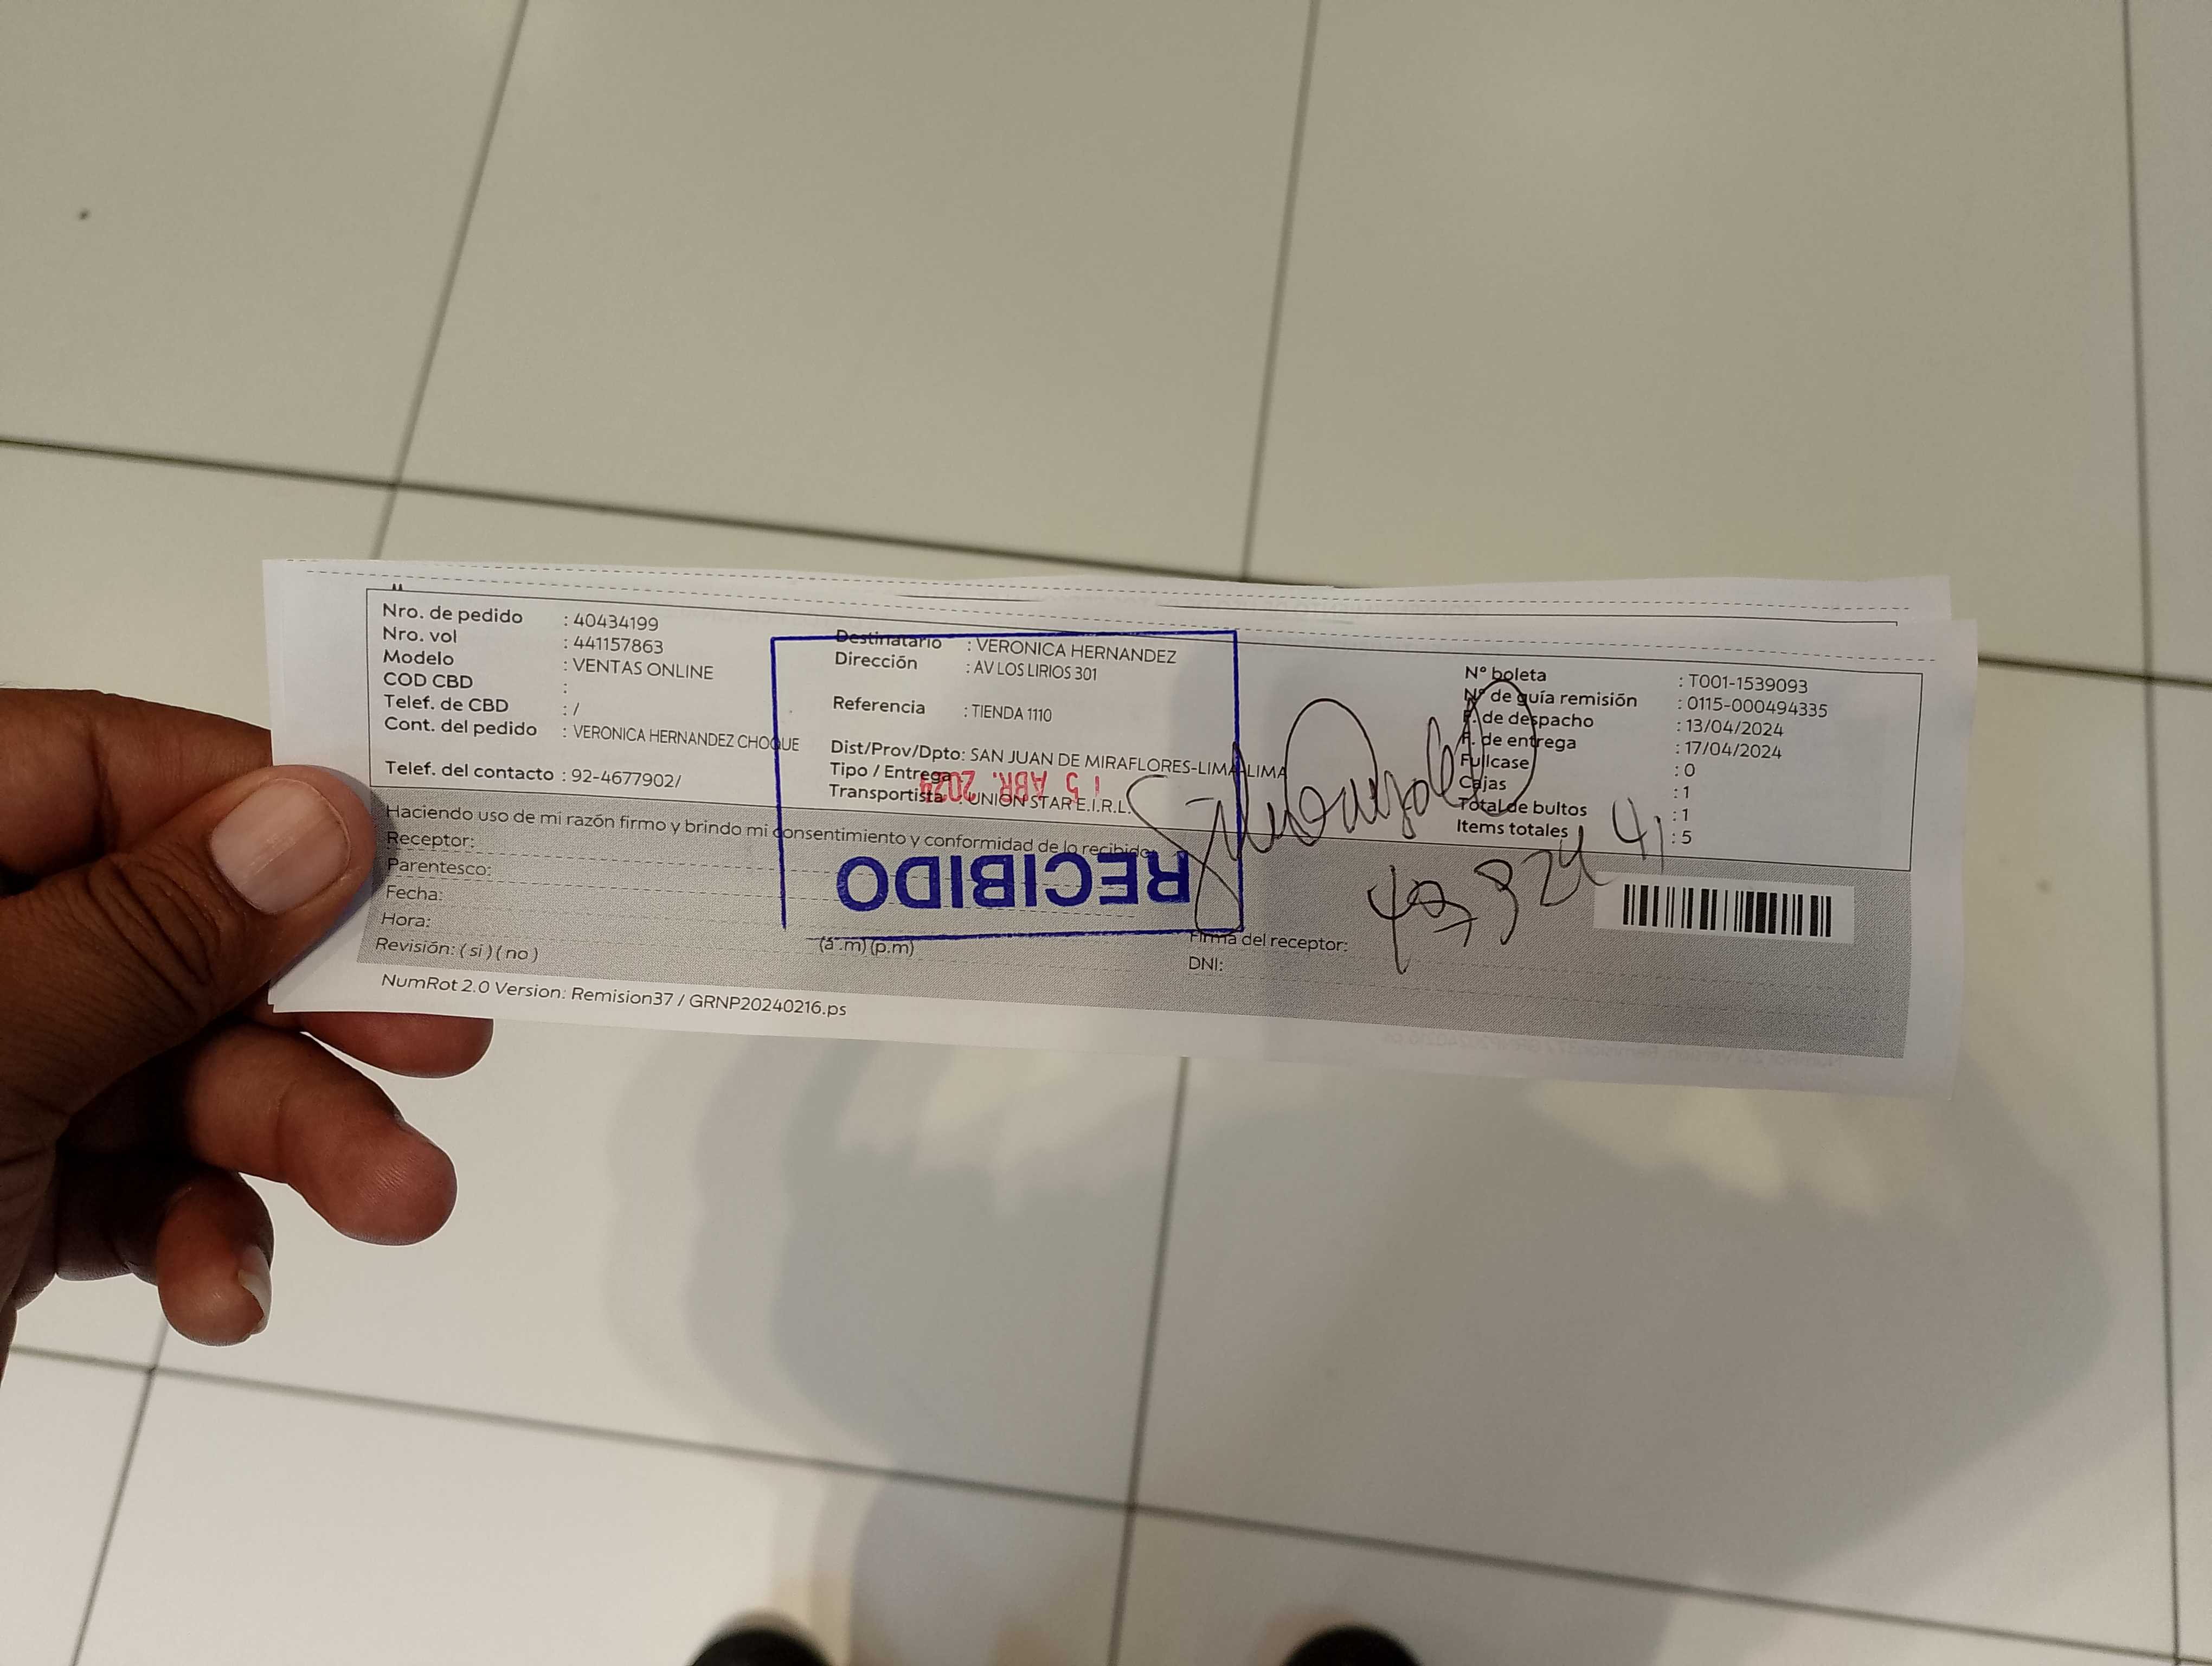 Nro. de pedido : 40434199
Nro. vol : 441157863
Modelo : VENTAS ONLINE
COD CBD :
Telef. de CBD : /
Cont. del pedido : VERONICA HERNANDEZ CHOQUE
Telef. del contacto : 92-4677902/
Destinatario : VERONICA HERNANDEZ
Dirección : AV LOS LIRIOS 301
Referencia : TIENDA 1110
Dist/Prov/Dpto: SAN JUAN DE MIRAFLORES-LIMA-LIMA
Tipo / Entrega
Transportista : UNION STAR E.I.R.L.
15 ABR. 2024
N° boleta : T001-1539093
N° de guía remisión : 0115-000494335
F. de despacho : 13/04/2024
F. de entrega : 17/04/2024
Fullcase : 0
Cajas : 1
Total de bultos : 1
Items totales : 5
Haciendo uso de mi razón firmo y brindo mi consentimiento y conformidad de lo recibido
Receptor:
Parentesco:
Fecha:
Hora: (a .m) (p.m)
Revisión: ( si ) ( no )
RECIBIDO
Firma del receptor:
DNI:
NumRot 2.0 Version: Remision37 / GRNP20240216.ps